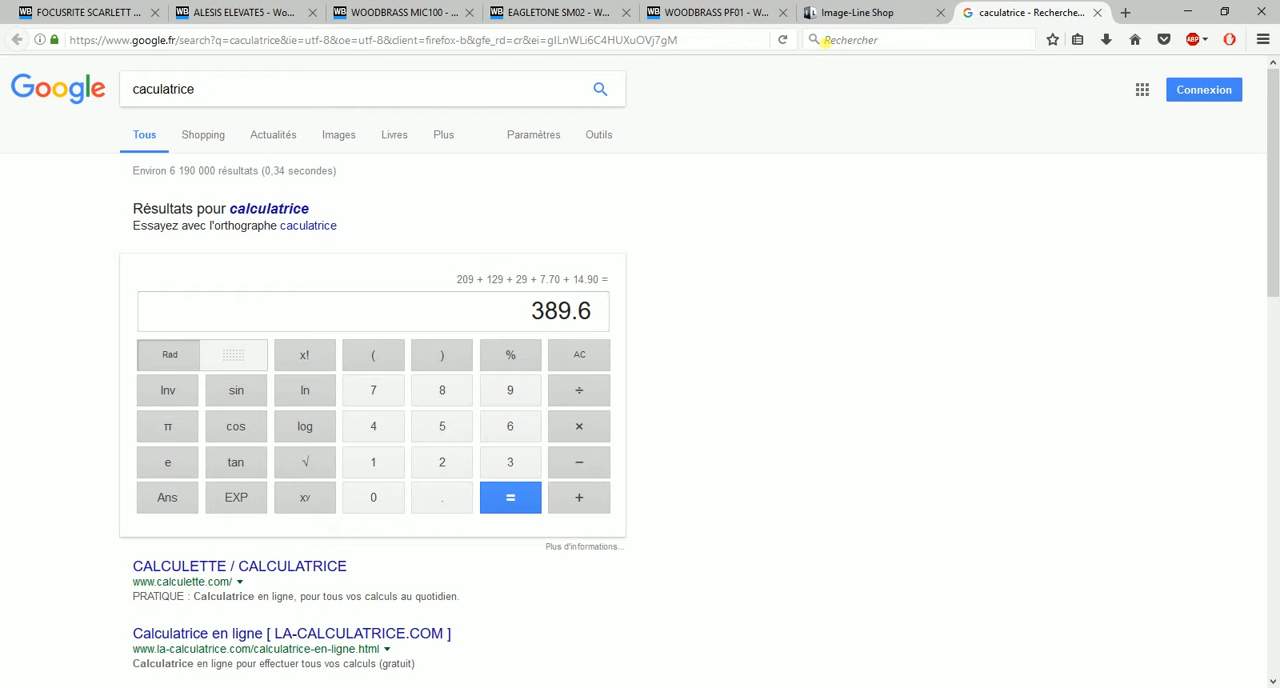 FOCUSRITE SCARLETT ...
ALESIS ELEVATE5 - Wo...
WOODBRASS MIC100 - ...
EAGLETONE SM02 - W...
WOODBRASS PF01 - W...
Image-Line Shop
caculatrice - Recherche...
https://www.google.fr/search?q=caculatrice&ie=utf-8&oe=utf-8&client=firefox-b&gfe_rd=cr&ei=gILnWLi6C4HUXuOVj7gM
Rechercher
Google
caculatrice
Connexion
Tous Shopping Actualités Images Livres Plus Paramètres Outils
Environ 6 190 000 résultats (0,34 secondes)
Résultats pour calculatrice
Essayez avec l'orthographe caculatrice
209 + 129 + 29 + 7.70 + 14.90 =
389.6
Rad x! ( ) % AC
Inv sin ln 7 8 9 ÷
π cos log 4 5 6 ×
e tan √ 1 2 3 −
Ans EXP xy 0 . = +
Plus d'informations...
CALCULETTE / CALCULATRICE
www.calculette.com/
PRATIQUE : Calculatrice en ligne, pour tous vos calculs au quotidien.
Calculatrice en ligne [ LA-CALCULATRICE.COM ]
www.la-calculatrice.com/calculatrice-en-ligne.html
Calculatrice en ligne pour effectuer tous vos calculs (gratuit)